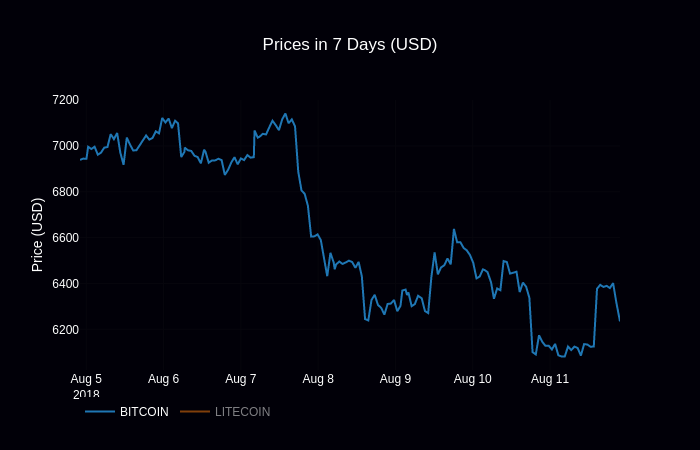 Prices in 7 Days (USD)
7200
7000
6800
6600
6400
6200
Price (USD)
Aug 5 Aug 6 Aug 7 Aug 8 Aug 9 Aug 10 Aug 11
2018
BITCOIN LITECOIN